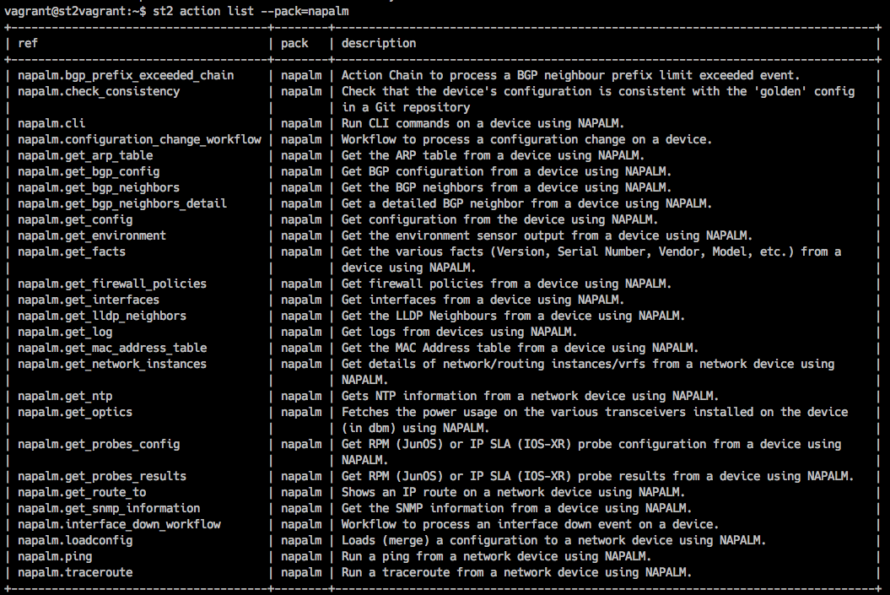 vagrant@st2vagrant:~$ st2 action list --pack=napalm
+--------------------------------------+--------+--------------------------------------------------------------------------------+
| ref | pack | description |
+--------------------------------------+--------+--------------------------------------------------------------------------------+
| napalm.bgp_prefix_exceeded_chain | napalm | Action Chain to process a BGP neighbour prefix limit exceeded event. |
| napalm.check_consistency | napalm | Check that the device's configuration is consistent with the 'golden' config |
| | | in a Git repository |
| napalm.cli | napalm | Run CLI commands on a device using NAPALM. |
| napalm.configuration_change_workflow | napalm | Workflow to process a configuration change on a device. |
| napalm.get_arp_table | napalm | Get the ARP table from a device using NAPALM. |
| napalm.get_bgp_config | napalm | Get BGP configuration from a device using NAPALM. |
| napalm.get_bgp_neighbors | napalm | Get the BGP neighbors from a device using NAPALM. |
| napalm.get_bgp_neighbors_detail | napalm | Get a detailed BGP neighbor from a device using NAPALM. |
| napalm.get_config | napalm | Get configuration from the device using NAPALM. |
| napalm.get_environment | napalm | Get the environment sensor output from a device using NAPALM. |
| napalm.get_facts | napalm | Get the various facts (Version, Serial Number, Vendor, Model, etc.) from a |
| | | device using NAPALM. |
| napalm.get_firewall_policies | napalm | Get firewall policies from a device using NAPALM. |
| napalm.get_interfaces | napalm | Get interfaces from a device using NAPALM. |
| napalm.get_lldp_neighbors | napalm | Get the LLDP Neighbours from a device using NAPALM. |
| napalm.get_log | napalm | Get logs from devices using NAPALM. |
| napalm.get_mac_address_table | napalm | Get the MAC Address table from a device using NAPALM. |
| napalm.get_network_instances | napalm | Get details of network/routing instances/vrfs from a network device using |
| | | NAPALM. |
| napalm.get_ntp | napalm | Gets NTP information from a network device using NAPALM. |
| napalm.get_optics | napalm | Fetches the power usage on the various transceivers installed on the device |
| | | (in dbm) using NAPALM. |
| napalm.get_probes_config | napalm | Get RPM (JunOS) or IP SLA (IOS-XR) probe configuration from a device using |
| | | NAPALM. |
| napalm.get_probes_results | napalm | Get RPM (JunOS) or IP SLA (IOS-XR) probe results from a device using NAPALM. |
| napalm.get_route_to | napalm | Shows an IP route on a network device using NAPALM. |
| napalm.get_snmp_information | napalm | Get the SNMP information from a device using NAPALM. |
| napalm.interface_down_workflow | napalm | Workflow to process an interface down event on a device. |
| napalm.loadconfig | napalm | Loads (merge) a configuration to a network device using NAPALM. |
| napalm.ping | napalm | Run a ping from a network device using NAPALM. |
| napalm.traceroute | napalm | Run a traceroute from a network device using NAPALM. |
+--------------------------------------+--------+--------------------------------------------------------------------------------+